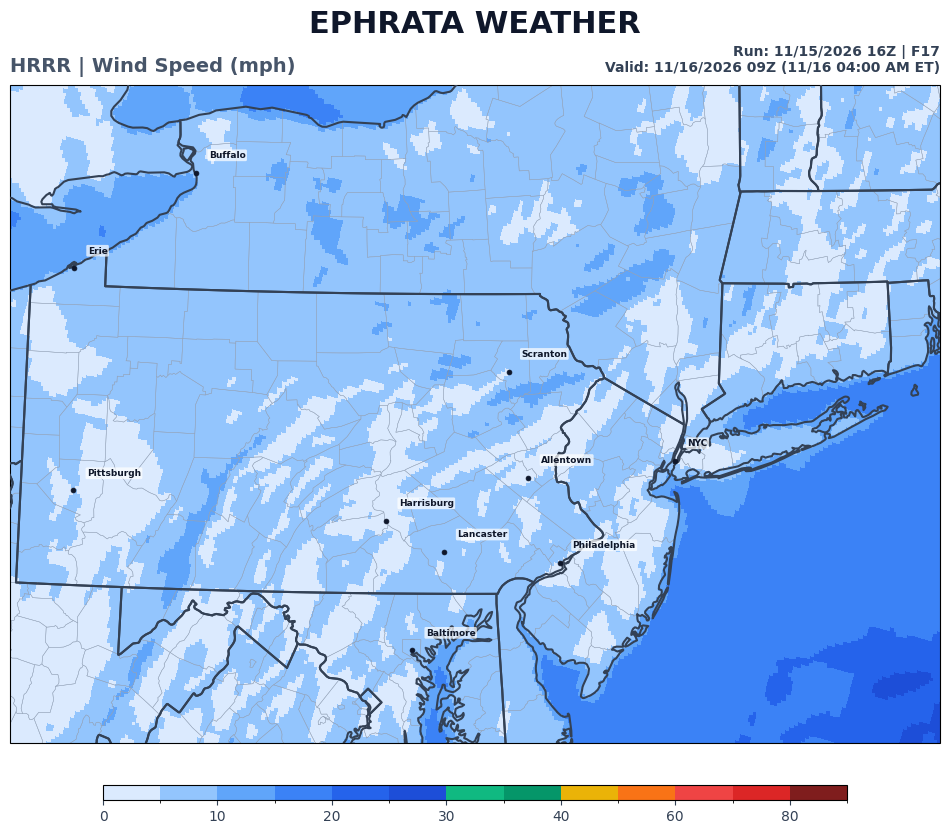 EPHRATA WEATHER
HRRR | Wind Speed (mph)
Run: 11/15/2026 16Z | F17
Valid: 11/16/2026 09Z (11/16 04:00 AM ET)
Buffalo
Erie
Scranton
NYC
Allentown
Pittsburgh
Harrisburg
Lancaster
Philadelphia
Baltimore
0 10 20 30 40 50 60 70 80